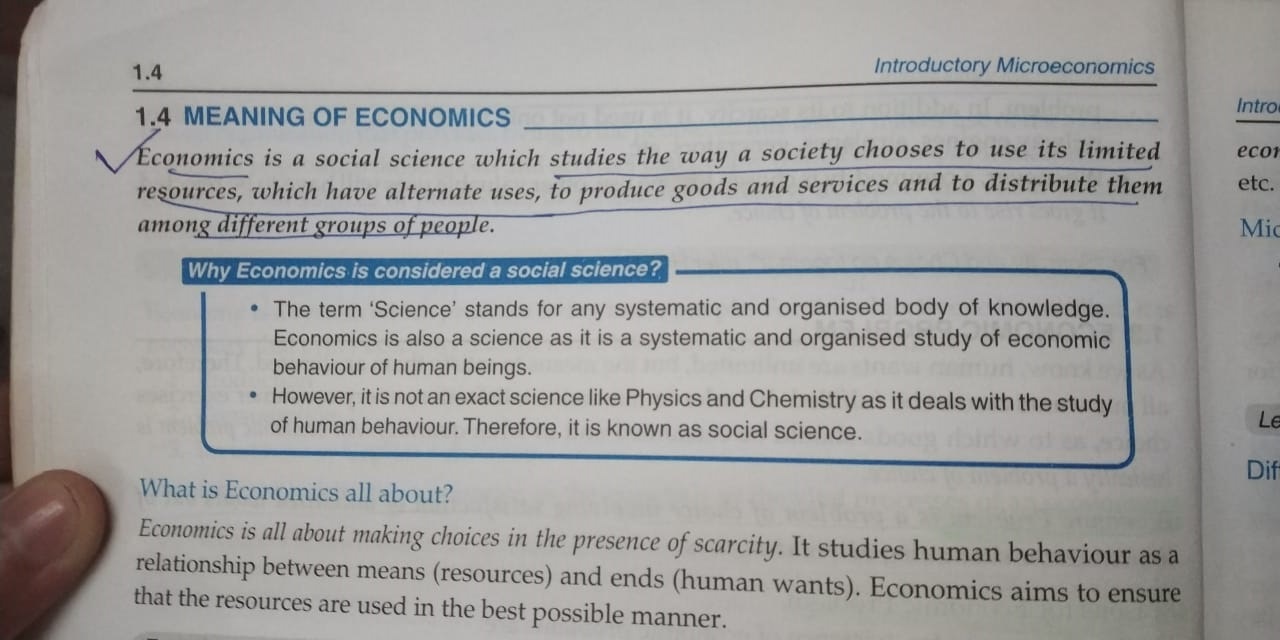 1.4
Introductory Microeconomics
1.4 MEANING OF ECONOMICS
Economics is a social science which studies the way a society chooses to use its limited
resources, which have alternate uses, to produce goods and services and to distribute them
among different groups of people.
Why Economics is considered a social science?
• The term ‘Science’ stands for any systematic and organised body of knowledge.
Economics is also a science as it is a systematic and organised study of economic
behaviour of human beings.
• However, it is not an exact science like Physics and Chemistry as it deals with the study
of human behaviour. Therefore, it is known as social science.
What is Economics all about?
Economics is all about making choices in the presence of scarcity. It studies human behaviour as a
relationship between means (resources) and ends (human wants). Economics aims to ensure
that the resources are used in the best possible manner.
Intro
econ
etc.
Mic
Le
Dif